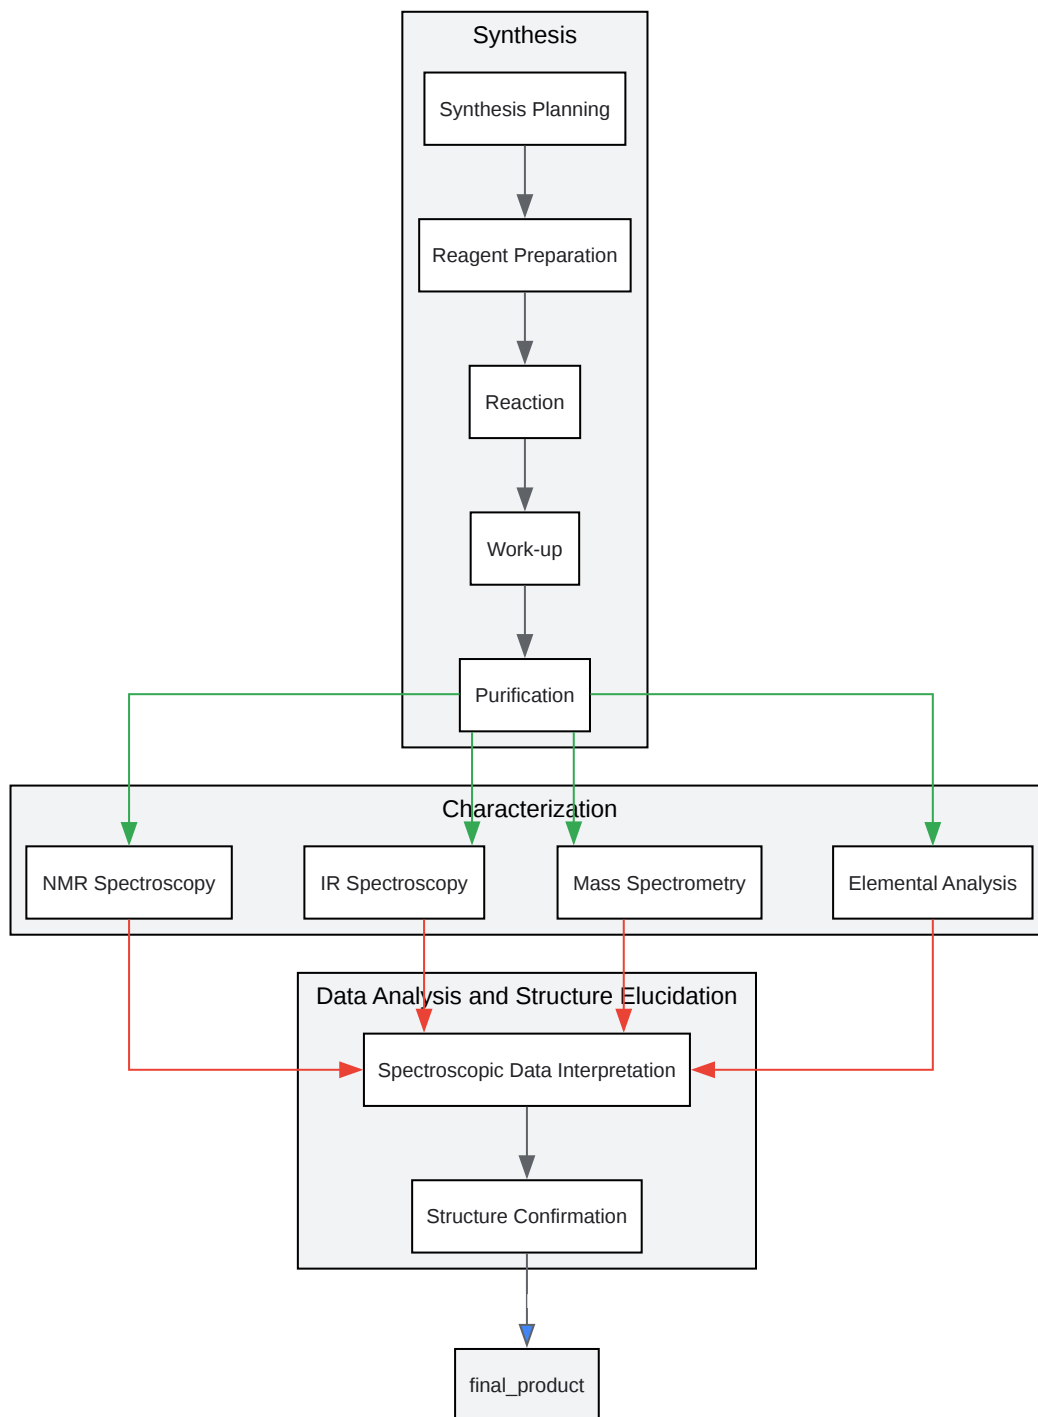 Synthesis
Synthesis Planning
Reagent Preparation
Reaction
Work-up
Purification
Characterization
NMR Spectroscopy
IR Spectroscopy
Mass Spectrometry
Elemental Analysis
Data Analysis and Structure Elucidation
Spectroscopic Data Interpretation
Structure Confirmation
final_product